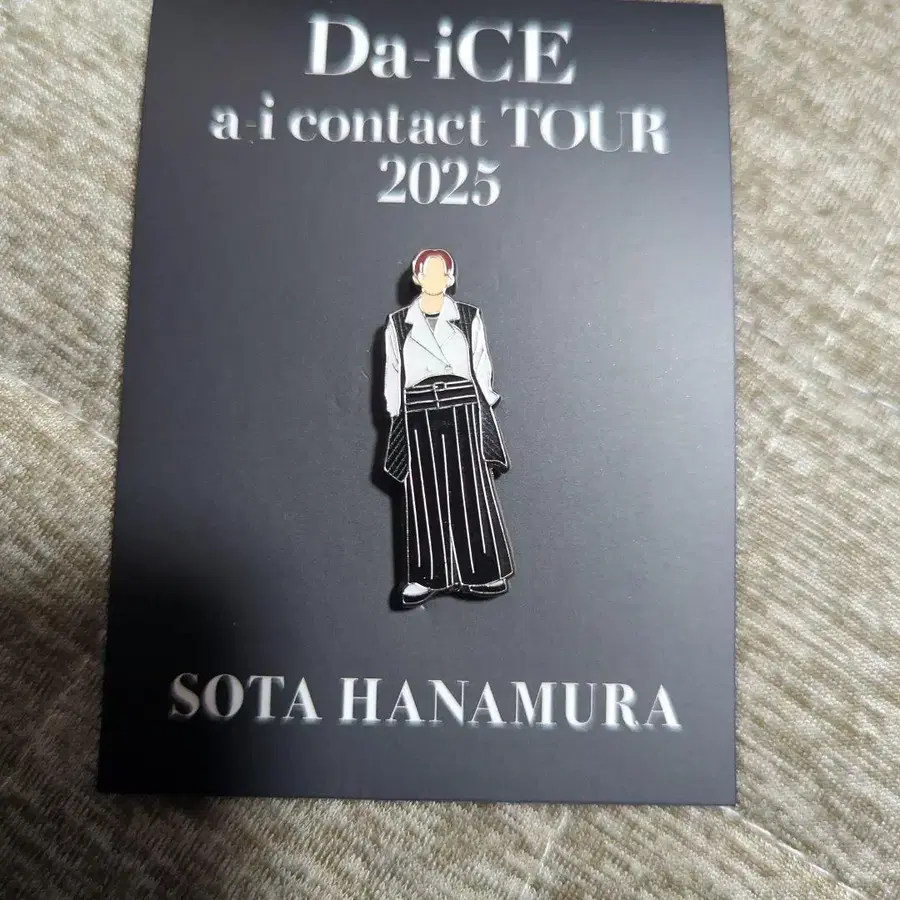 Da-iCE
a-i contact TOUR
2025
SOTA HANAMURA